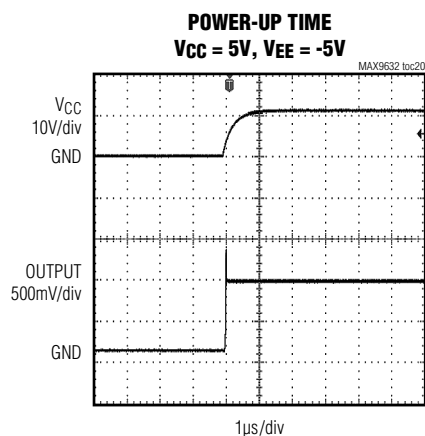 POWER-UP TIME
VCC = 5V, VEE = -5V
MAX9632 toc20
VCC
10V/div
GND
OUTPUT
500mV/div
GND
1µs/div